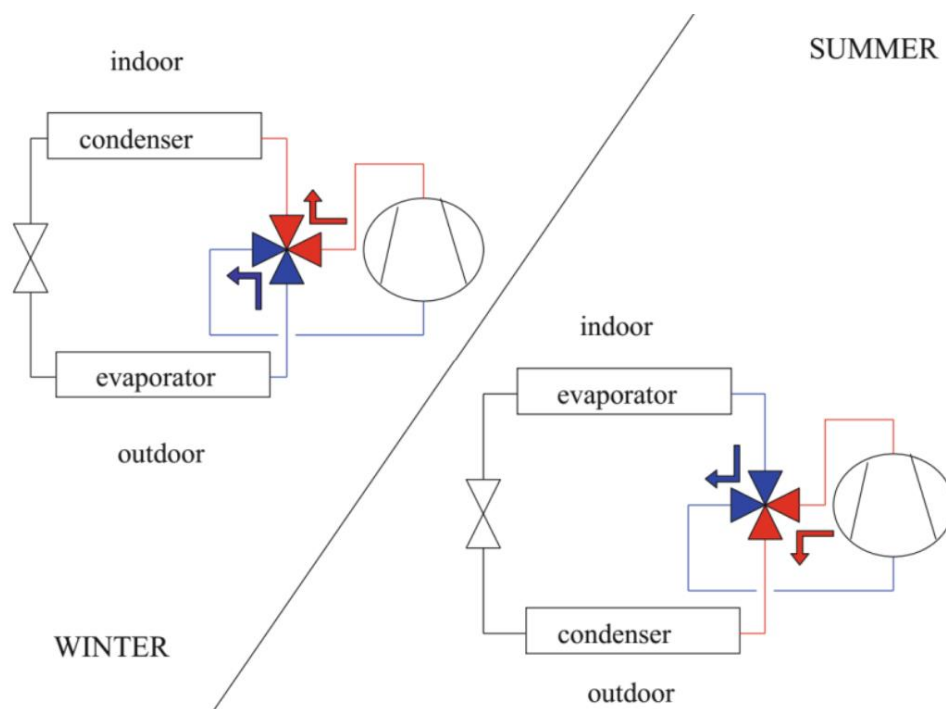 SUMMER
indoor
condenser
evaporator
outdoor
WINTER
indoor
evaporator
condenser
outdoor